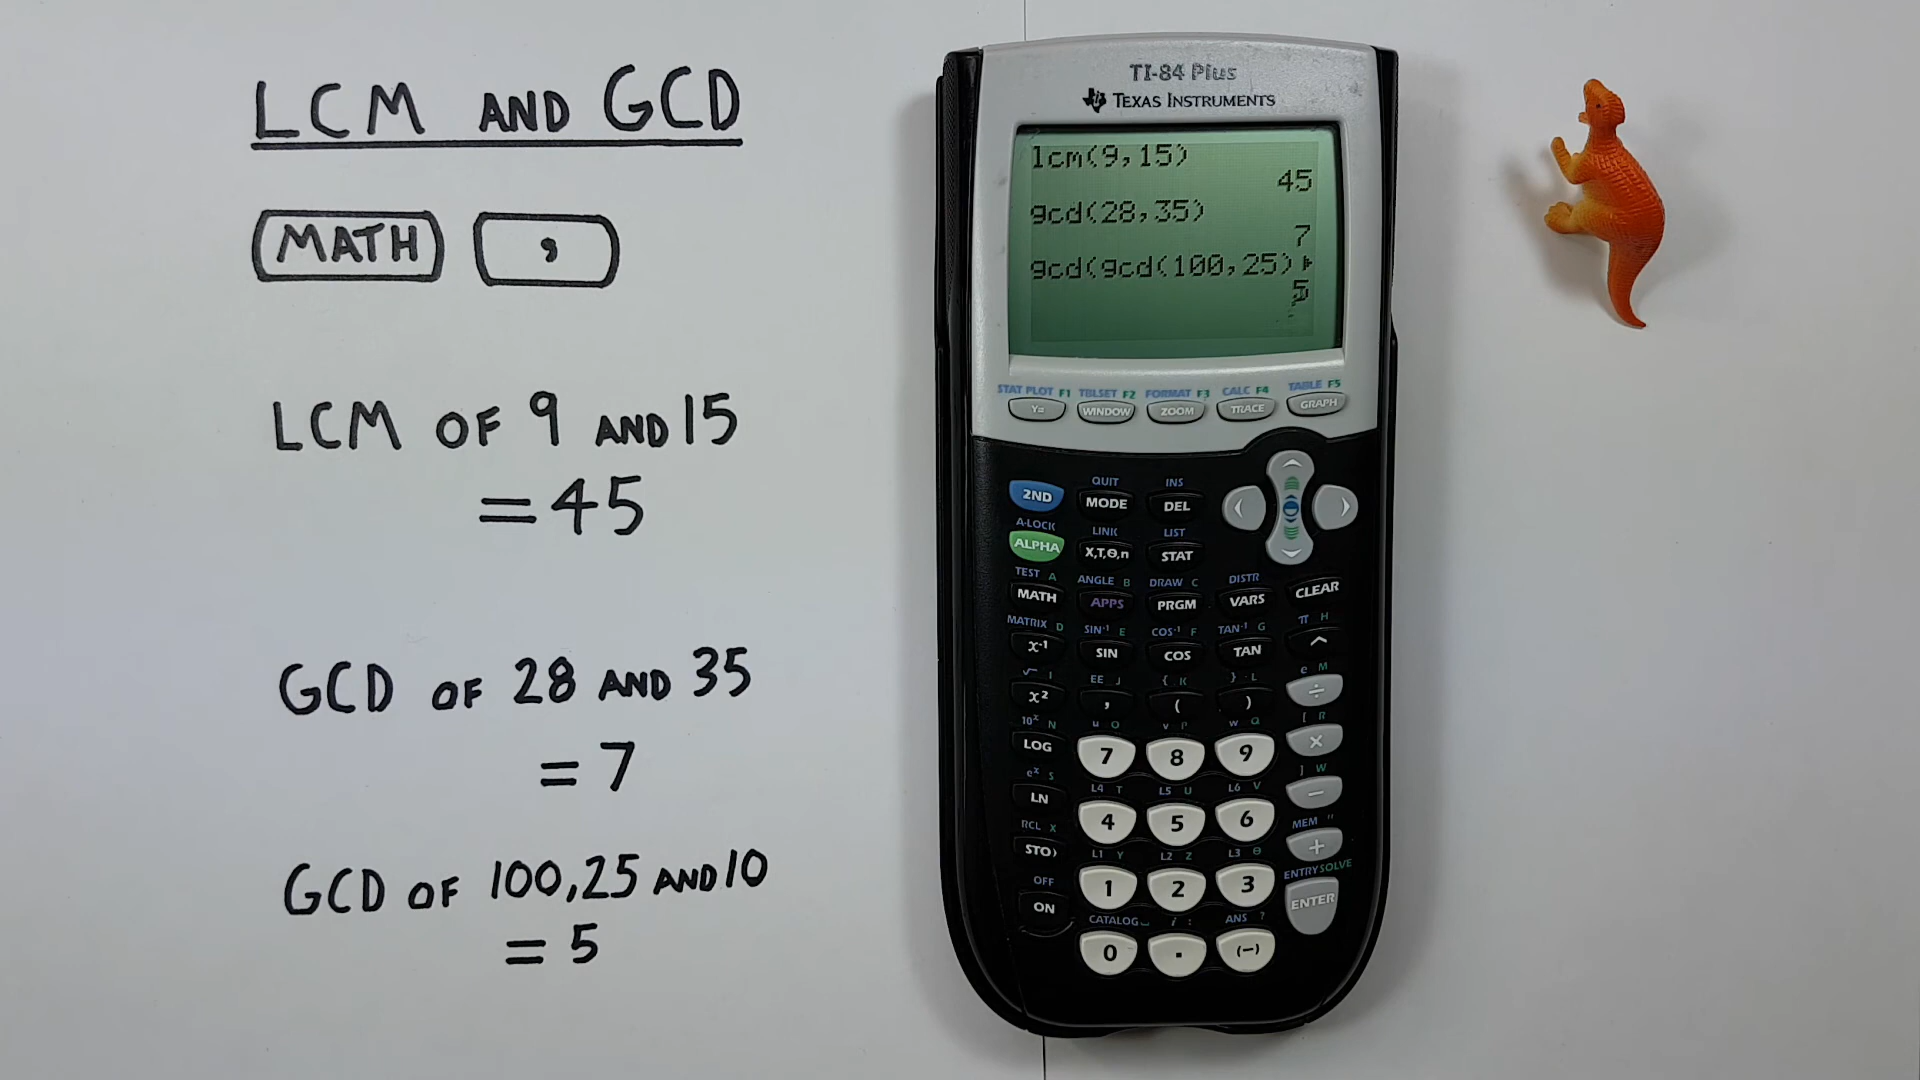 LCM AND GCD
MATH ,
LCM OF 9 AND 15
= 45
GCD OF 28 AND 35
= 7
GCD OF 100,25 AND 10
= 5
TI-84 Plus
TEXAS INSTRUMENTS
lcm(9,15)
45
gcd(28,35)
7
gcd(gcd(100,25)
5
STAT PLOT F1 TBLSET F2 FORMAT F3 CALC F4 TABLE F5
Y= WINDOW ZOOM TRACE GRAPH
QUIT INS
2ND MODE DEL
A-LOCK LINK LIST
ALPHA X,T,Θ,n STAT
TEST A ANGLE B DRAW C DISTR
MATH APPS PRGM VARS CLEAR
MATRIX D SIN⁻¹ E COS⁻¹ F TAN⁻¹ G π H
x⁻¹ SIN COS TAN ^
√ I EE J { K } L e M
x² , ( ) ÷
10ˣ N u O v P w Q [ R
LOG 7 8 9 ×
eˣ S L4 T L5 U L6 V ] W
LN 4 5 6 −
RCL X L1 Y L2 Z L3 Θ MEM "
STO› 1 2 3 +
OFF CATALOG i : ANS ? ENTRY SOLVE
ON 0 . (−) ENTER